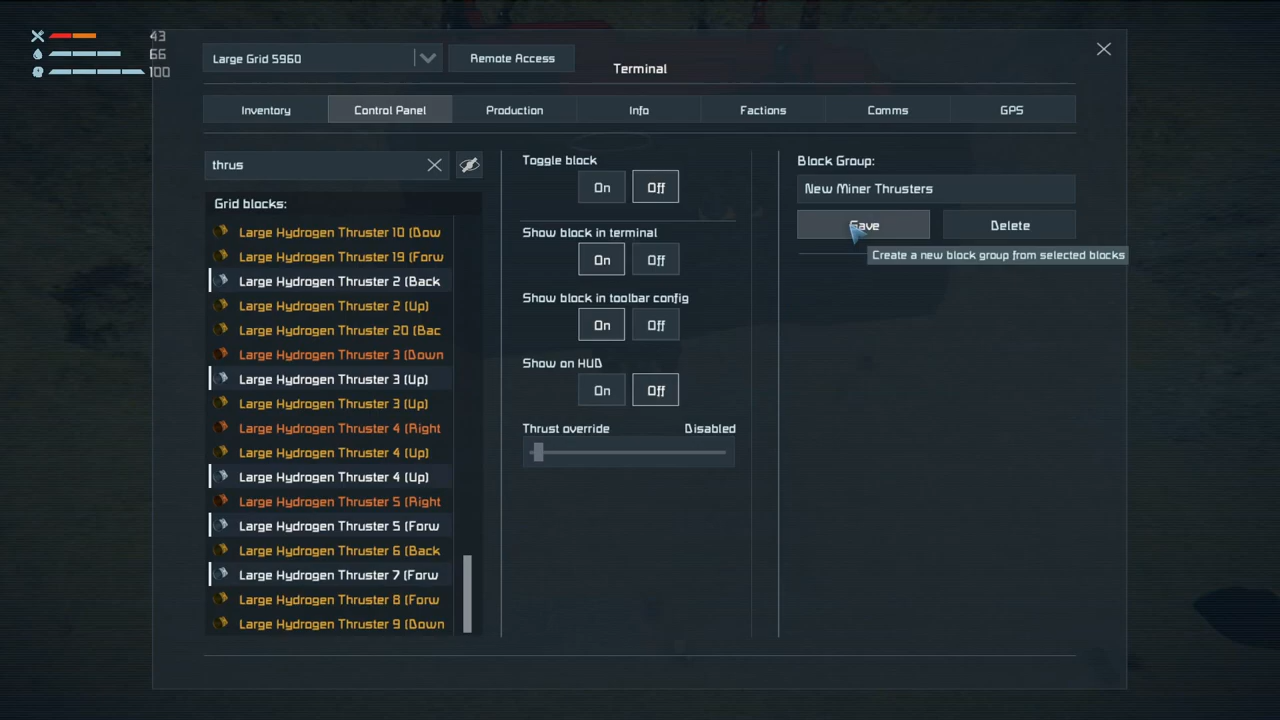 43
66
100
Large Grid 5960
Remote Access
Terminal
Inventory
Control Panel
Production
Info
Factions
Comms
GPS
thrus
Grid blocks:
Large Hydrogen Thruster 10 (Dow
Large Hydrogen Thruster 19 (Forw
Large Hydrogen Thruster 2 (Back
Large Hydrogen Thruster 2 (Up)
Large Hydrogen Thruster 20 (Bac
Large Hydrogen Thruster 3 (Down
Large Hydrogen Thruster 3 (Up)
Large Hydrogen Thruster 3 (Up)
Large Hydrogen Thruster 4 (Right
Large Hydrogen Thruster 4 (Up)
Large Hydrogen Thruster 4 (Up)
Large Hydrogen Thruster 5 (Right
Large Hydrogen Thruster 5 (Forw
Large Hydrogen Thruster 6 (Back
Large Hydrogen Thruster 7 (Forw
Large Hydrogen Thruster 8 (Forw
Large Hydrogen Thruster 9 (Down
Toggle block
On Off
Show block in terminal
On Off
Show block in toolbar config
On Off
Show on HUD
On Off
Thrust override Disabled
Block Group:
New Miner Thrusters
Save
Delete
Create a new block group from selected blocks